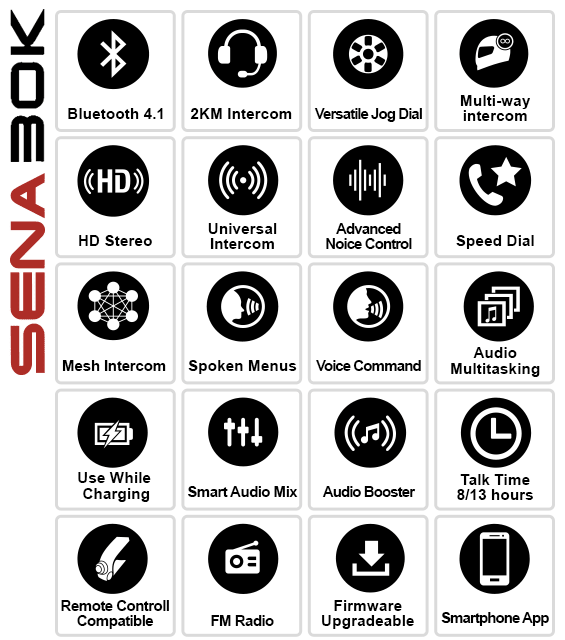 SENA 30K
Bluetooth 4.1
2KM Intercom
Versatile Jog Dial
Multi-way
intercom
HD
HD Stereo
Universal
Intercom
Advanced
Noice Control
Speed Dial
Mesh Intercom
Spoken Menus
Voice Command
Audio
Multitasking
Use While
Charging
Smart Audio Mix
Audio Booster
Talk Time
8/13 hours
Remote Controll
Compatible
FM Radio
Firmware
Upgradeable
Smartphone App